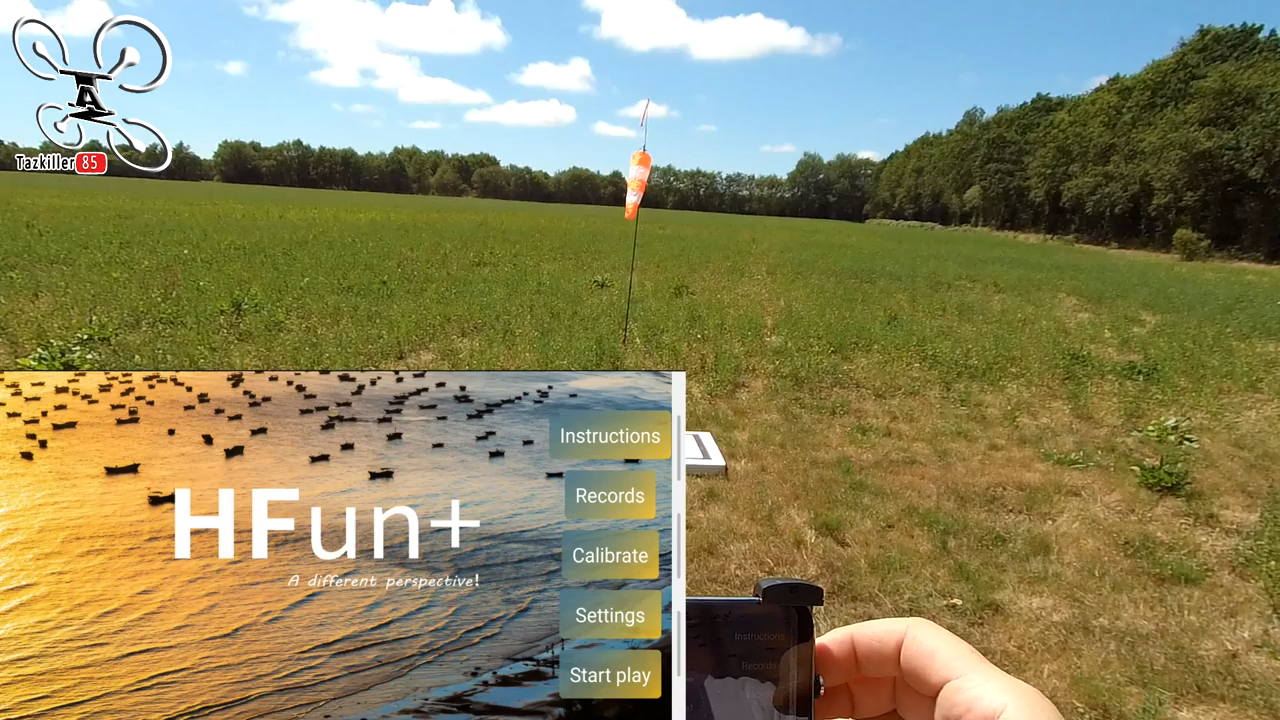 A
Tazkiller 85
HFun+
A different perspective!
Instructions
Records
Calibrate
Settings
Start play
Instructions
Records